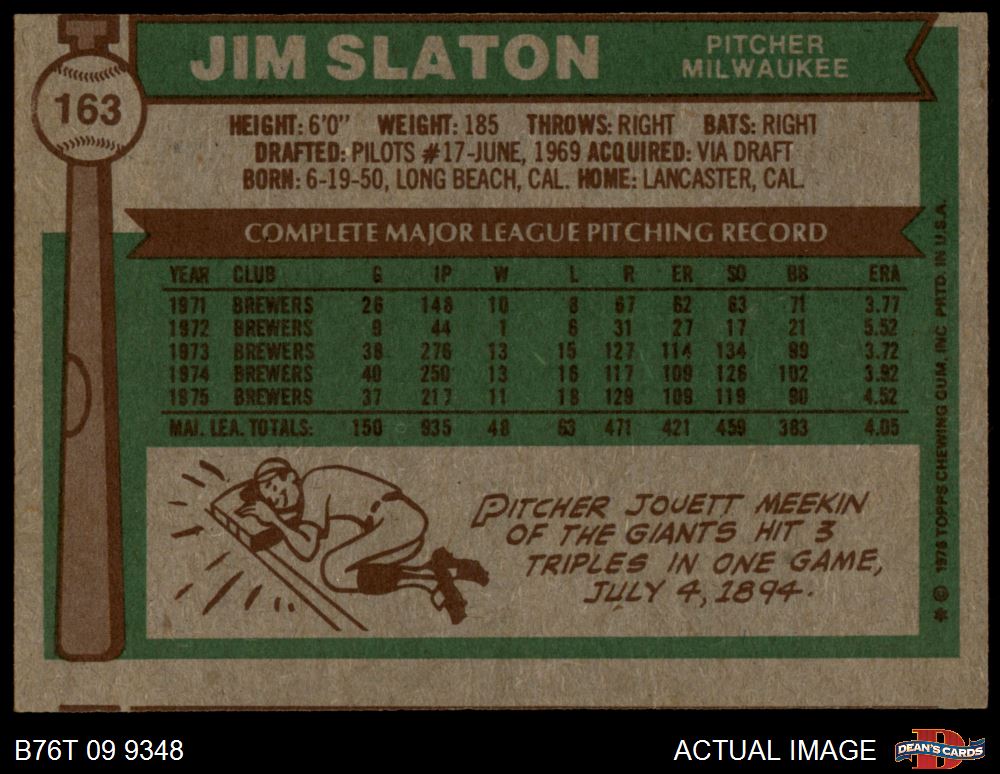 163
JIM SLATON
PITCHER
MILWAUKEE
HEIGHT: 6'0" WEIGHT: 185 THROWS: RIGHT BATS: RIGHT
DRAFTED: PILOTS #17-JUNE, 1969 ACQUIRED: VIA DRAFT
BORN: 6-19-50, LONG BEACH, CAL. HOME: LANCASTER, CAL.
COMPLETE MAJOR LEAGUE PITCHING RECORD
YEAR CLUB G IP W L R ER SO BB ERA
1971 BREWERS 26 148 10 8 67 62 63 71 3.77
1972 BREWERS 9 44 1 6 31 27 17 21 5.52
1973 BREWERS 38 276 13 15 127 114 134 99 3.72
1974 BREWERS 40 250 13 16 117 109 126 102 3.92
1975 BREWERS 37 217 11 18 129 109 119 90 4.52
MAJ. LEA. TOTALS: 150 935 48 63 471 421 459 383 4.05
PITCHER JOUETT MEEKIN
OF THE GIANTS HIT 3
TRIPLES IN ONE GAME,
JULY 4, 1894.
* © 1976 TOPPS CHEWING GUM, INC. PRTD. IN U.S.A.
B76T 09 9348
ACTUAL IMAGE
DEAN'S CARDS